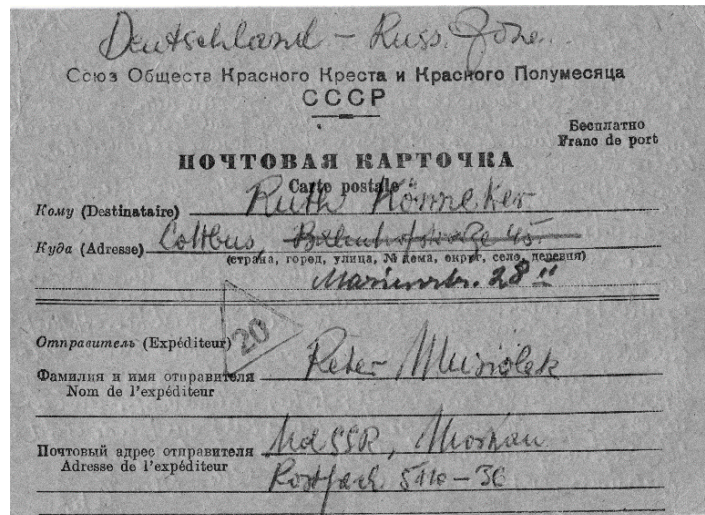 Deutschland – Russ. Zone.
Союз Обществ Красного Креста и Красного Полумесяца
СССР
Бесплатно
Franc de port
ПОЧТОВАЯ КАРТОЧКА
Carte postale
Кому (Destinataire) Ruth Könneker
Куда (Adresse) Cottbus, Bahnhofstraße 45
(страна, город, улица, № дома, округ, село, деревня)
Marienstr. 28 II
20
Отправитель (Expéditeur)
Фамилия и имя отправителя Peter Musiolek
Nom de l'expéditeur
Почтовый адрес отправителя UdSSR, Moskau
Adresse de l'expéditeur Postfach 5110-36